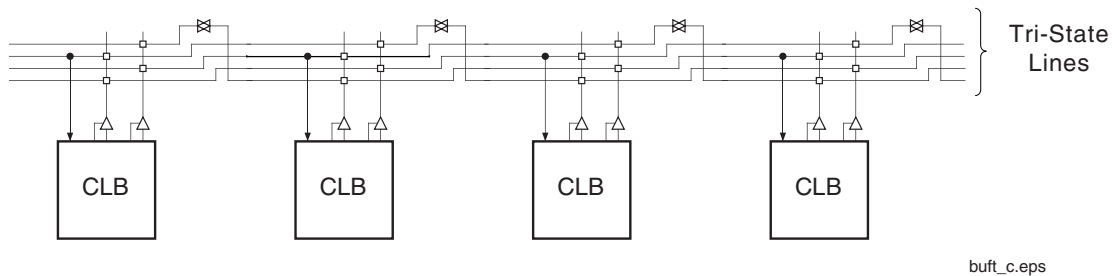 Tri-State
Lines
CLB
CLB
CLB
CLB
buft_c.eps